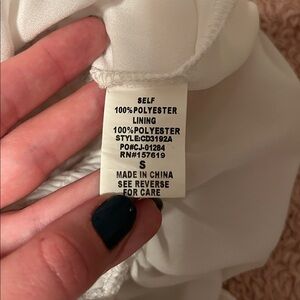 SELF
100%POLYESTER
LINING
100%POLYESTER
STYLE:CD3192A
PO#CJ-01284
RN#157619
S
MADE IN CHINA
SEE REVERSE
FOR CARE